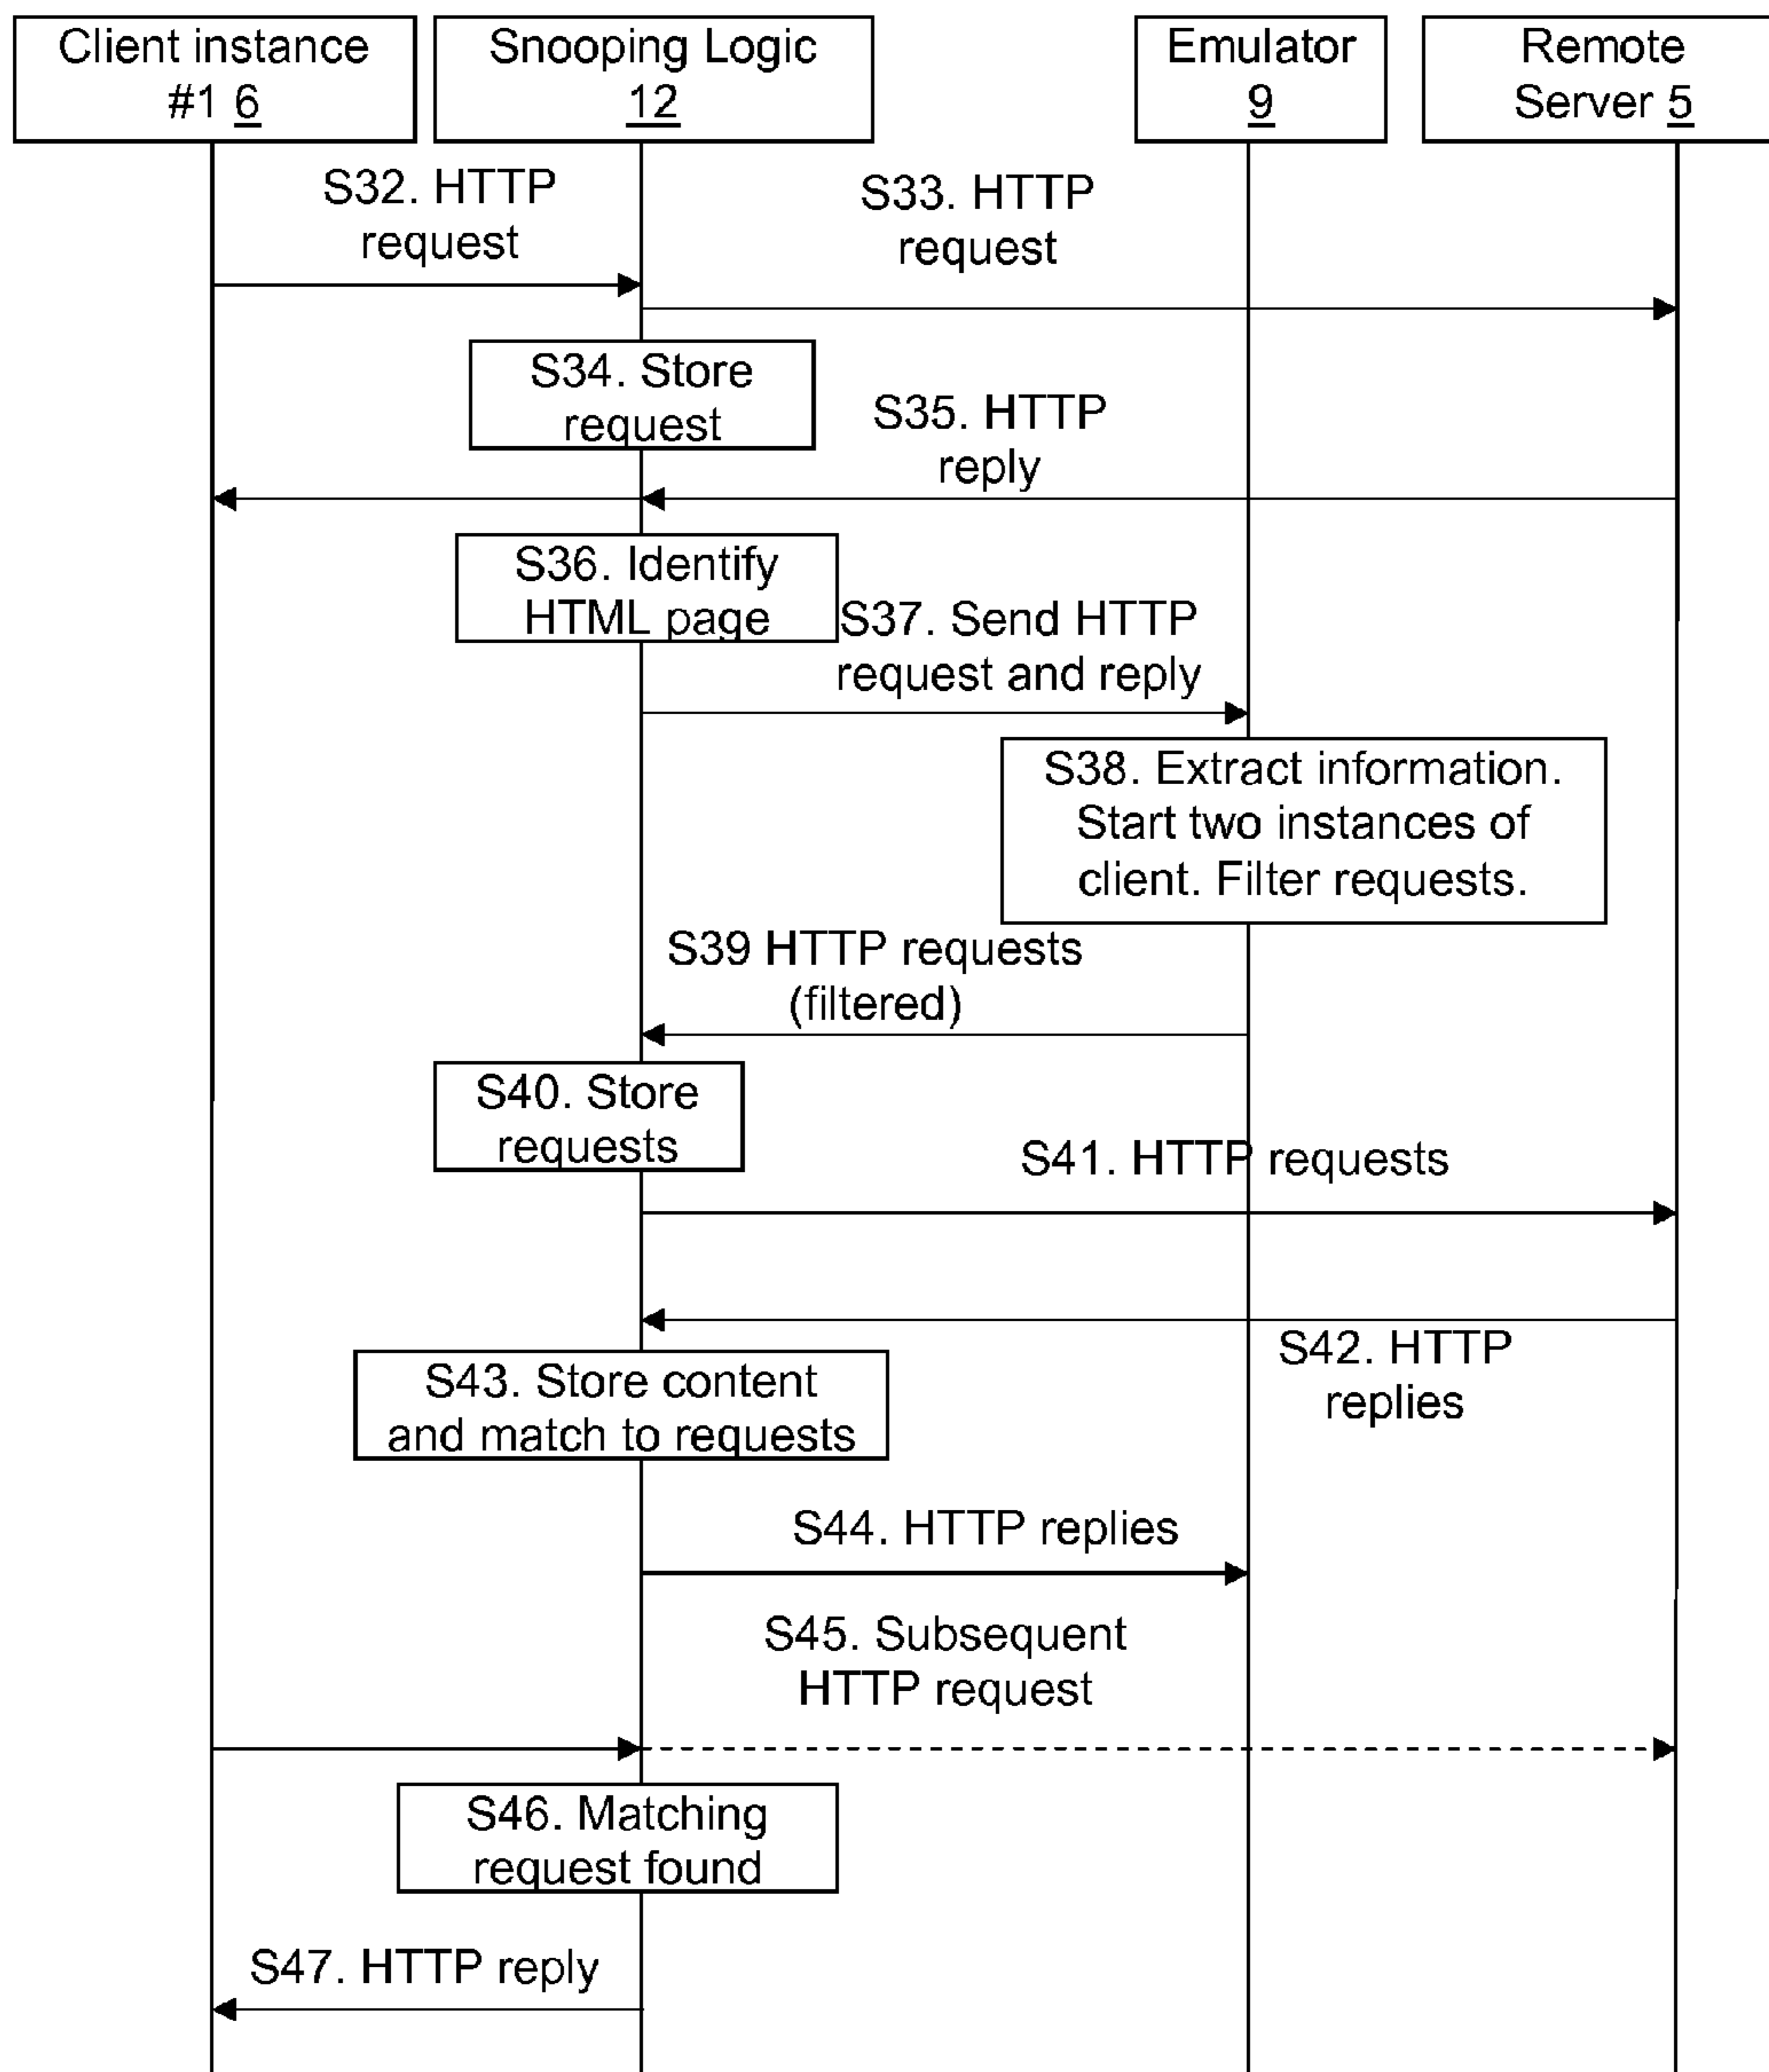 Client instance
#1 6
Snooping Logic
12
Emulator
9
Remote
Server 5
S32. HTTP
request
S33. HTTP
request
S34. Store
request
S35. HTTP
reply
S36. Identify
HTML page
S37. Send HTTP
request and reply
S38. Extract information.
Start two instances of
client. Filter requests.
S39 HTTP requests
(filtered)
S40. Store
requests
S41. HTTP requests
S42. HTTP
replies
S43. Store content
and match to requests
S44. HTTP replies
S45. Subsequent
HTTP request
S46. Matching
request found
S47. HTTP reply